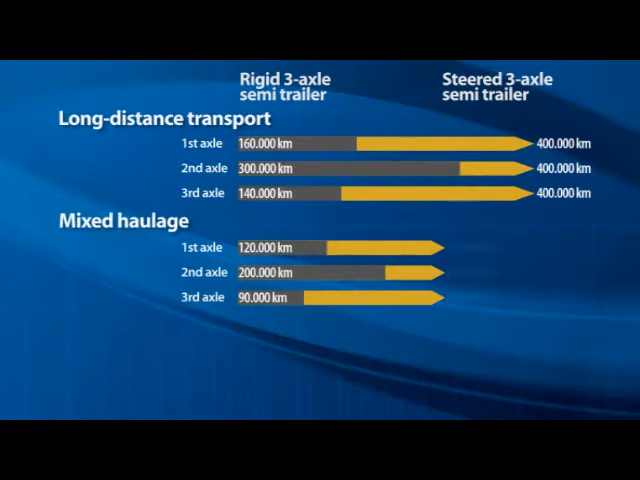 Rigid 3-axle Steered 3-axle
semi trailer semi trailer
Long-distance transport
1st axle 160.000 km 400.000 km
2nd axle 300.000 km 400.000 km
3rd axle 140.000 km 400.000 km
Mixed haulage
1st axle 120.000 km
2nd axle 200.000 km
3rd axle 90.000 km